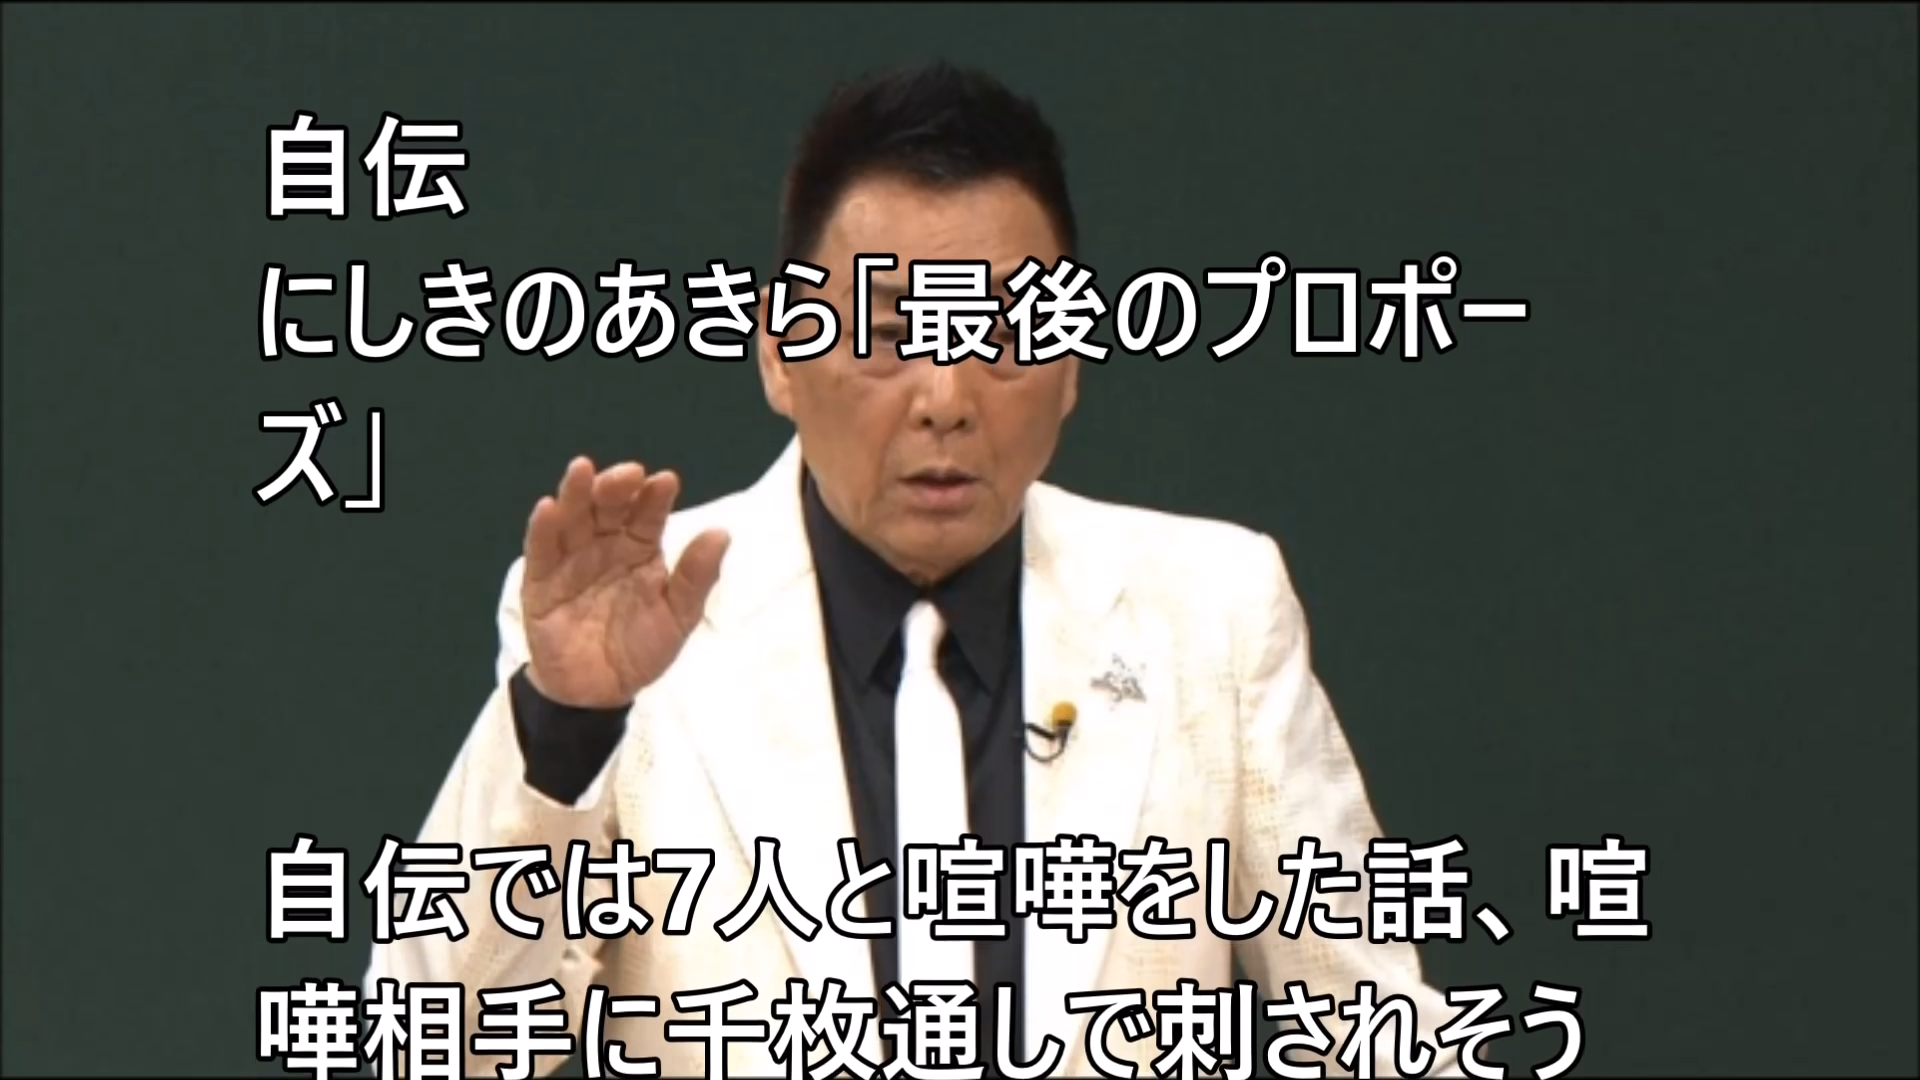 自伝
にしきのあきら「最後のプロポー
ズ」
自伝では7人と喧嘩をした話、喧
嘩相手に千枚通しで刺されそう